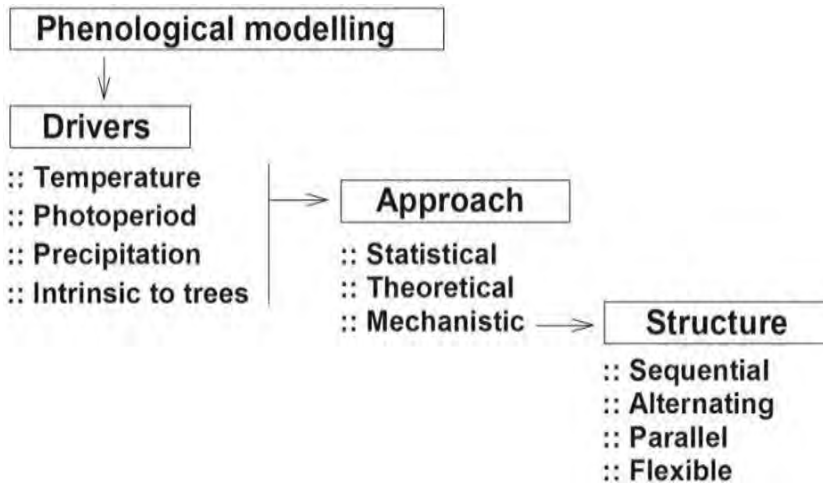 Phenological modelling
Drivers
:: Temperature
:: Photoperiod
:: Precipitation
:: Intrinsic to trees
Approach
:: Statistical
:: Theoretical
:: Mechanistic
Structure
:: Sequential
:: Alternating
:: Parallel
:: Flexible